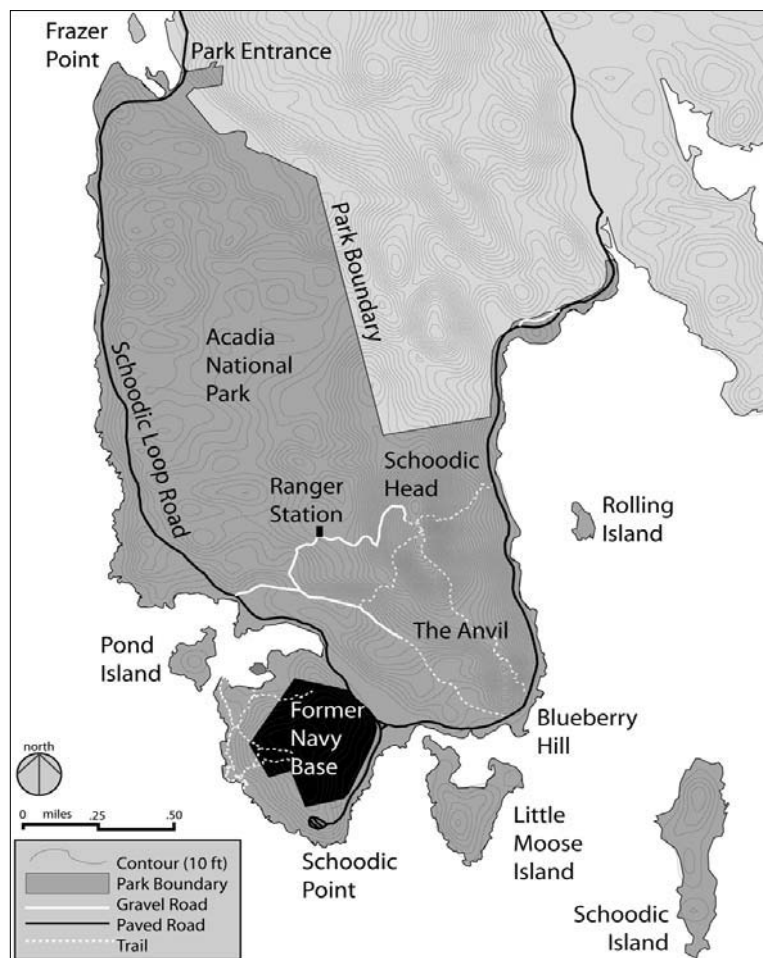 Frazer
Point
Park Entrance
Park Boundary
Acadia
National
Park
Schoodic Loop Road
Schoodic
Head
Ranger
Station
Rolling
Island
The Anvil
Pond
Island
Former
Navy
Base
Blueberry
Hill
Little
Moose
Island
Schoodic
Point
Schoodic
Island
north
0 miles .25 .50
Contour (10 ft)
Park Boundary
Gravel Road
Paved Road
Trail